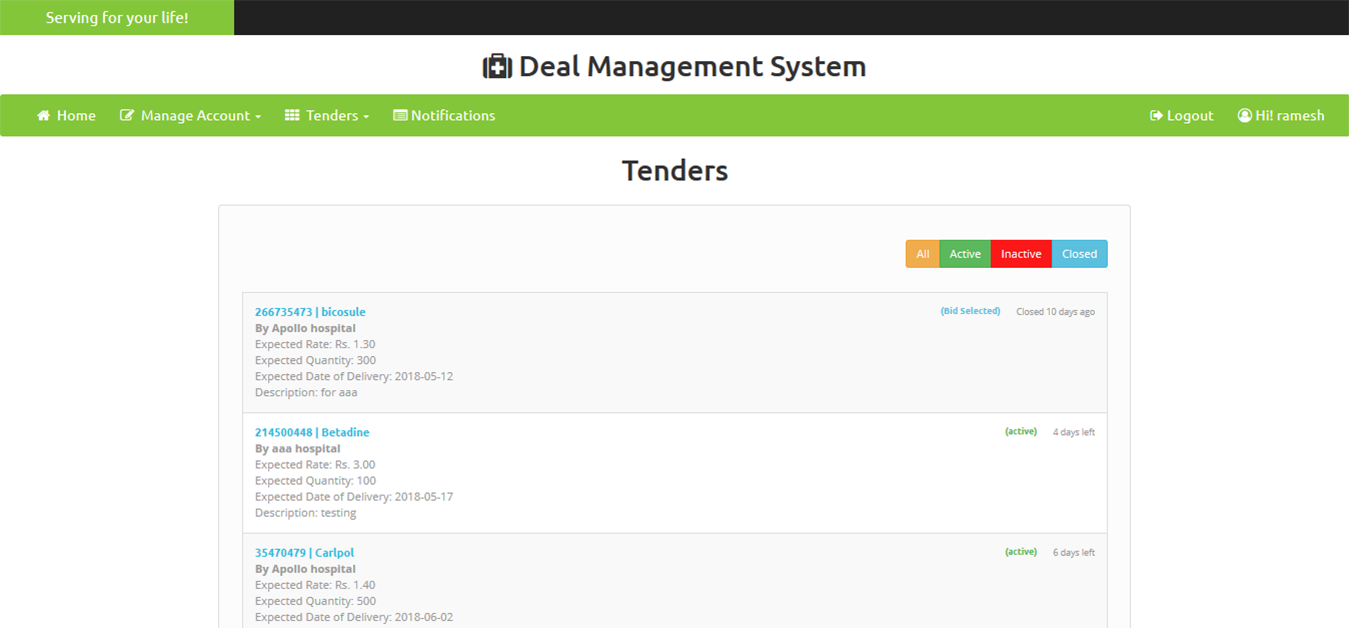 Serving for your life!
Deal Management System
Home Manage Account Tenders Notifications Logout Hi! ramesh
Tenders
All Active Inactive Closed
266735473 | bicosule (Bid Selected) Closed 10 days ago
By Apollo hospital
Expected Rate: Rs. 1.30
Expected Quantity: 300
Expected Date of Delivery: 2018-05-12
Description: for aaa
214500448 | Betadine (active) 4 days left
By aaa hospital
Expected Rate: Rs. 3.00
Expected Quantity: 100
Expected Date of Delivery: 2018-05-17
Description: testing
35470479 | Carlpol (active) 6 days left
By Apollo hospital
Expected Rate: Rs. 1.40
Expected Quantity: 500
Expected Date of Delivery: 2018-06-02